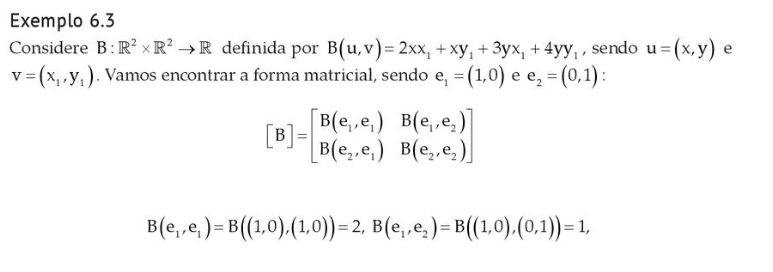 Exemplo 6.3
Considere B : ℝ² × ℝ² → ℝ definida por B(u,v) = 2xx₁ + xy₁ + 3yx₁ + 4yy₁, sendo u = (x,y) e
v = (x₁,y₁). Vamos encontrar a forma matricial, sendo e₁ = (1,0) e e₂ = (0,1) :
[B] = [B(e₁,e₁) B(e₁,e₂)
B(e₂,e₁) B(e₂,e₂)]
B(e₁,e₁) = B((1,0),(1,0)) = 2, B(e₁,e₂) = B((1,0),(0,1)) = 1,